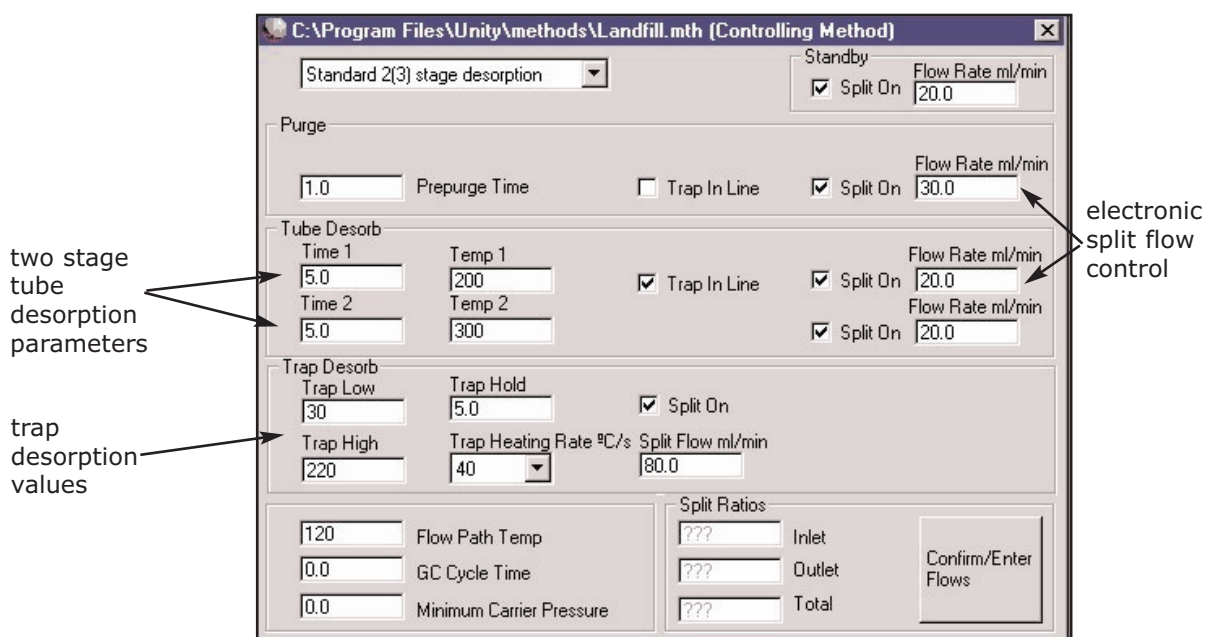 C:\Program Files\Unity\methods\Landfill.mth (Controlling Method)
Standard 2(3) stage desorption
Standby
Split On
Flow Rate ml/min
20.0
Purge
1.0
Prepurge Time
Trap In Line
Split On
Flow Rate ml/min
30.0
electronic
split flow
control
two stage
tube
desorption
parameters
Tube Desorb
Time 1
5.0
Temp 1
200
Trap In Line
Split On
Flow Rate ml/min
20.0
Time 2
5.0
Temp 2
300
Split On
Flow Rate ml/min
20.0
trap
desorption
values
Trap Desorb
Trap Low
30
Trap Hold
5.0
Split On
Trap High
220
Trap Heating Rate ºC/s
40
Split Flow ml/min
80.0
120
Flow Path Temp
0.0
GC Cycle Time
0.0
Minimum Carrier Pressure
Split Ratios
???
Inlet
???
Outlet
???
Total
Confirm/Enter
Flows